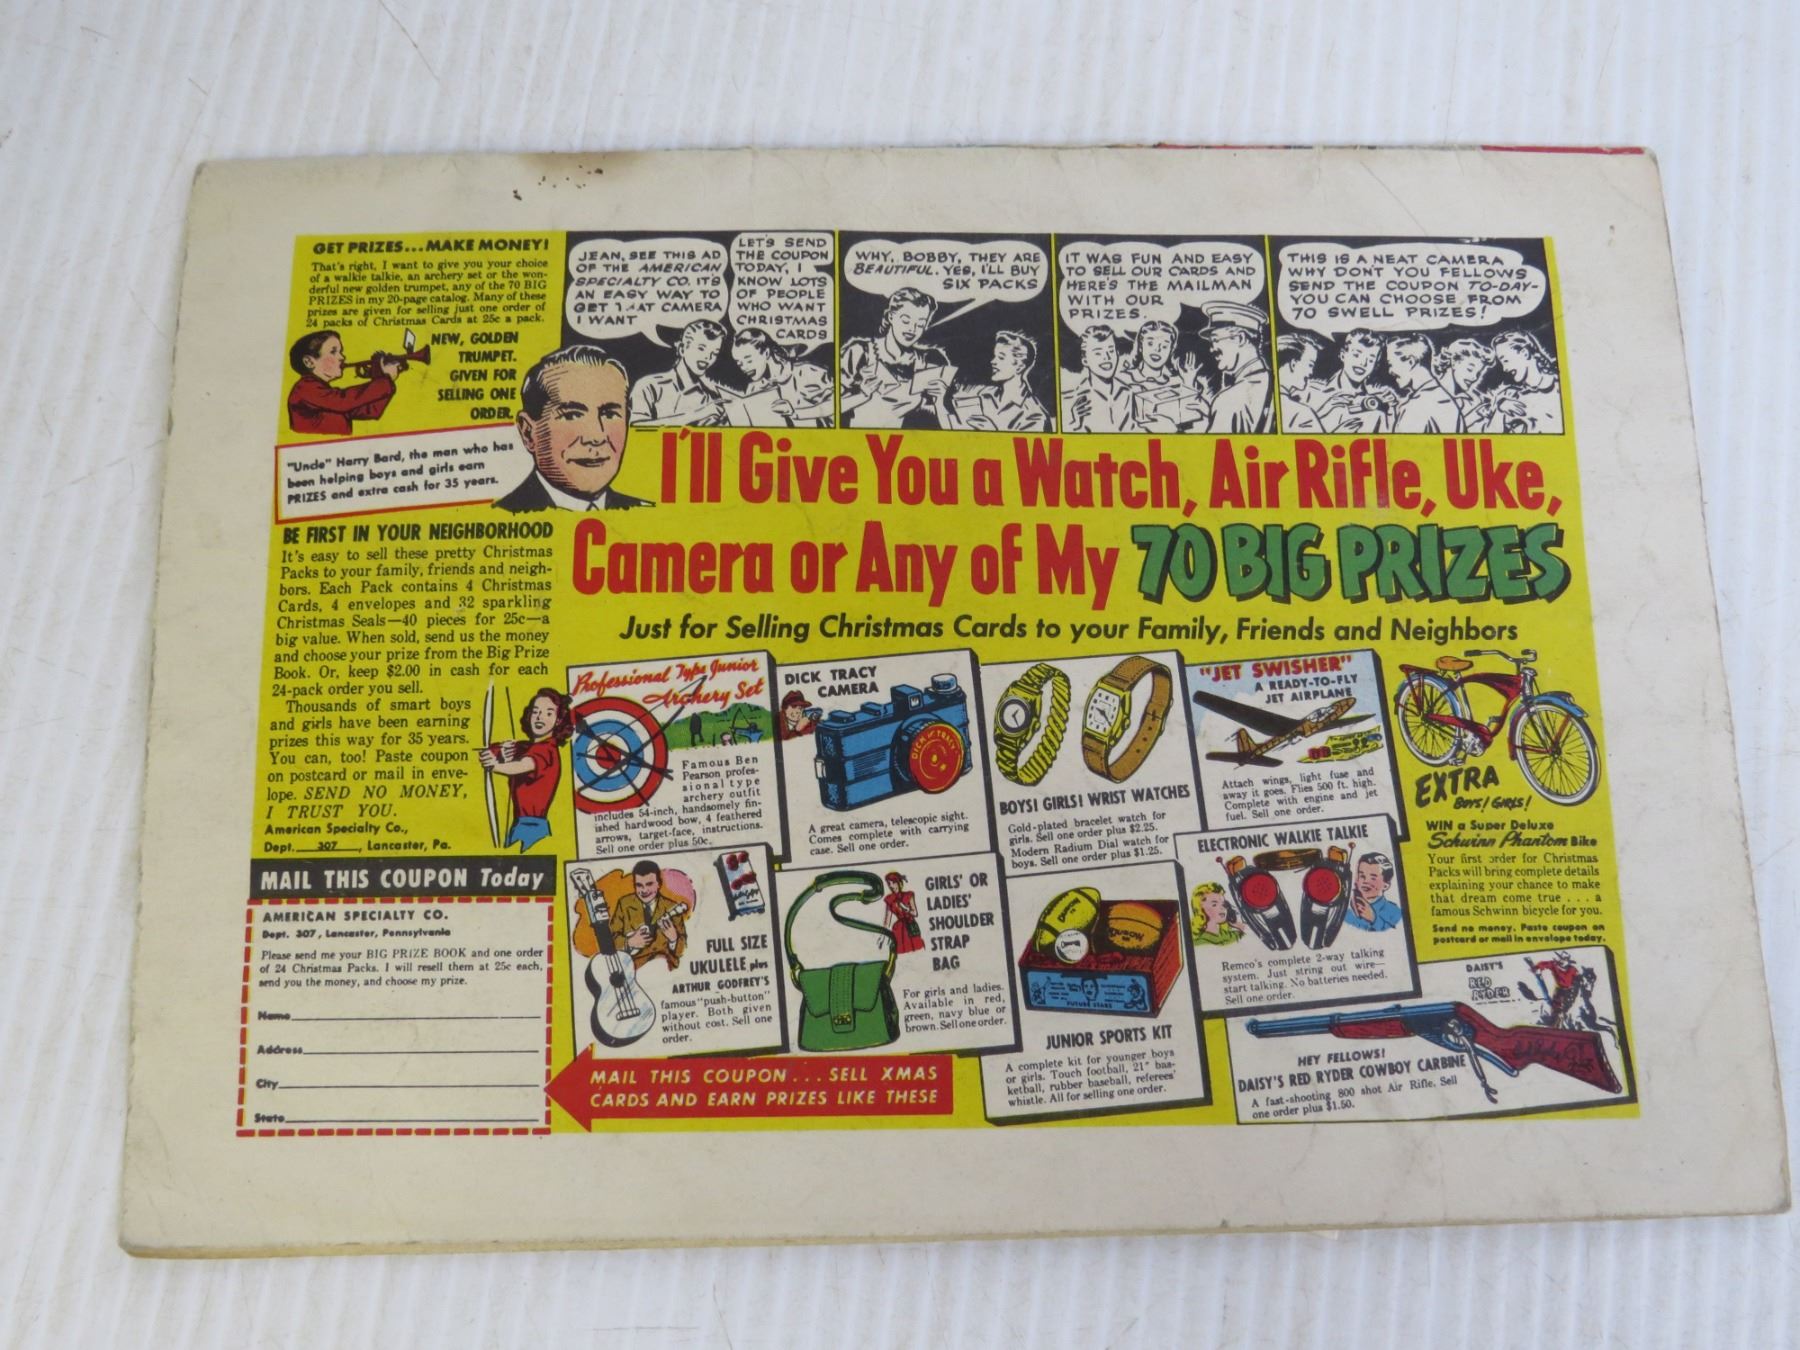 GET PRIZES...MAKE MONEY!
That's right, I want to give you your choice
of a walkie talkie, an archery set or the won-
derful new golden trumpet, any of the 70 BIG
PRIZES in my 20-page catalog. Many of these
prizes are given for selling just one order of
24 packs of Christmas Cards at 25c a pack.
NEW, GOLDEN
TRUMPET.
GIVEN FOR
SELLING ONE
ORDER.
"Uncle" Harry Bard, the man who has
been helping boys and girls earn
PRIZES and extra cash for 35 years.
JEAN, SEE THIS AD
OF THE AMERICAN
SPECIALTY CO. IT'S
AN EASY WAY TO
GET AT CAMERA
I WANT
LET'S SEND
THE COUPON
TODAY, I
KNOW LOTS
OF PEOPLE
WHO WANT
CHRISTMAS
CARDS
WHY, BOBBY, THEY ARE
BEAUTIFUL. YES, I'LL BUY
SIX PACKS
IT WAS FUN AND EASY
TO SELL OUR CARDS AND
HERE'S THE MAILMAN
WITH OUR
PRIZES.
THIS IS A NEAT CAMERA
WHY DON'T YOU FELLOWS
SEND THE COUPON TO-DAY-
YOU CAN CHOOSE FROM
70 SWELL PRIZES!
I'll Give You a Watch, Air Rifle, Uke,
Camera or Any of My 70 BIG PRIZES
Just for Selling Christmas Cards to your Family, Friends and Neighbors
BE FIRST IN YOUR NEIGHBORHOOD
It's easy to sell these pretty Christmas
Packs to your family, friends and neigh-
bors. Each Pack contains 4 Christmas
Cards, 4 envelopes and 32 sparkling
Christmas Seals—40 pieces for 25c—a
big value. When sold, send us the money
and choose your prize from the Big Prize
Book. Or, keep $2.00 in cash for each
24-pack order you sell.
Thousands of smart boys
and girls have been earning
prizes this way for 35 years.
You can, too! Paste coupon
on postcard or mail in enve-
lope. SEND NO MONEY,
I TRUST YOU.
American Specialty Co.,
Dept. 307, Lancaster, Pa.
MAIL THIS COUPON Today
AMERICAN SPECIALTY CO.
Dept. 307, Lancaster, Pennsylvania
Please send me your BIG PRIZE BOOK and one order
of 24 Christmas Packs. I will resell them at 25c each,
send you the money, and choose my prize.
Name
Address
City
State
Professional Type Junior
Archery Set
Famous Ben
Pearson profes-
sional type
archery outfit
includes 54-inch, handsomely fin-
ished hardwood bow, 4 feathered
arrows, target-face, instructions.
Sell one order plus 50c.
DICK TRACY
CAMERA
DICK TRACY
A great camera, telescopic sight.
Comes complete with carrying
case. Sell one order.
BOYS! GIRLS! WRIST WATCHES
Gold-plated bracelet watch for
girls. Sell one order plus $2.25.
Modern Radium Dial watch for
boys. Sell one order plus $1.25.
"JET SWISHER"
A READY-TO-FLY
JET AIRPLANE
Attach wings, light fuse and
away it goes. Flies 500 ft. high.
Complete with engine and jet
fuel. Sell one order.
EXTRA
BOYS! GIRLS!
WIN a Super Deluxe
Schwinn Phantom Bike
Your first order for Christmas
Packs will bring complete details
explaining your chance to make
that dream come true . . . a
famous Schwinn bicycle for you.
Send no money. Paste coupon on
postcard or mail in envelope today.
FULL SIZE
UKULELE plus
ARTHUR GODFREY'S
famous "push-button"
player. Both given
without cost. Sell one
order.
GIRLS' OR
LADIES'
SHOULDER
STRAP
BAG
For girls and ladies.
Available in red,
green, navy blue or
brown. Sell one order.
FUTURE STARS
JUNIOR SPORTS KIT
A complete kit for younger boys
or girls. Touch football, 21" bas-
ketball, rubber baseball, referees'
whistle. All for selling one order.
ELECTRONIC WALKIE TALKIE
Remco's complete 2-way talking
system. Just string out wire—
start talking. No batteries needed.
Sell one order.
DAISY'S
RED
RYDER
HEY FELLOWS!
DAISY'S RED RYDER COWBOY CARBINE
A fast-shooting 800 shot Air Rifle. Sell
one order plus $1.50.
MAIL THIS COUPON...SELL XMAS
CARDS AND EARN PRIZES LIKE THESE